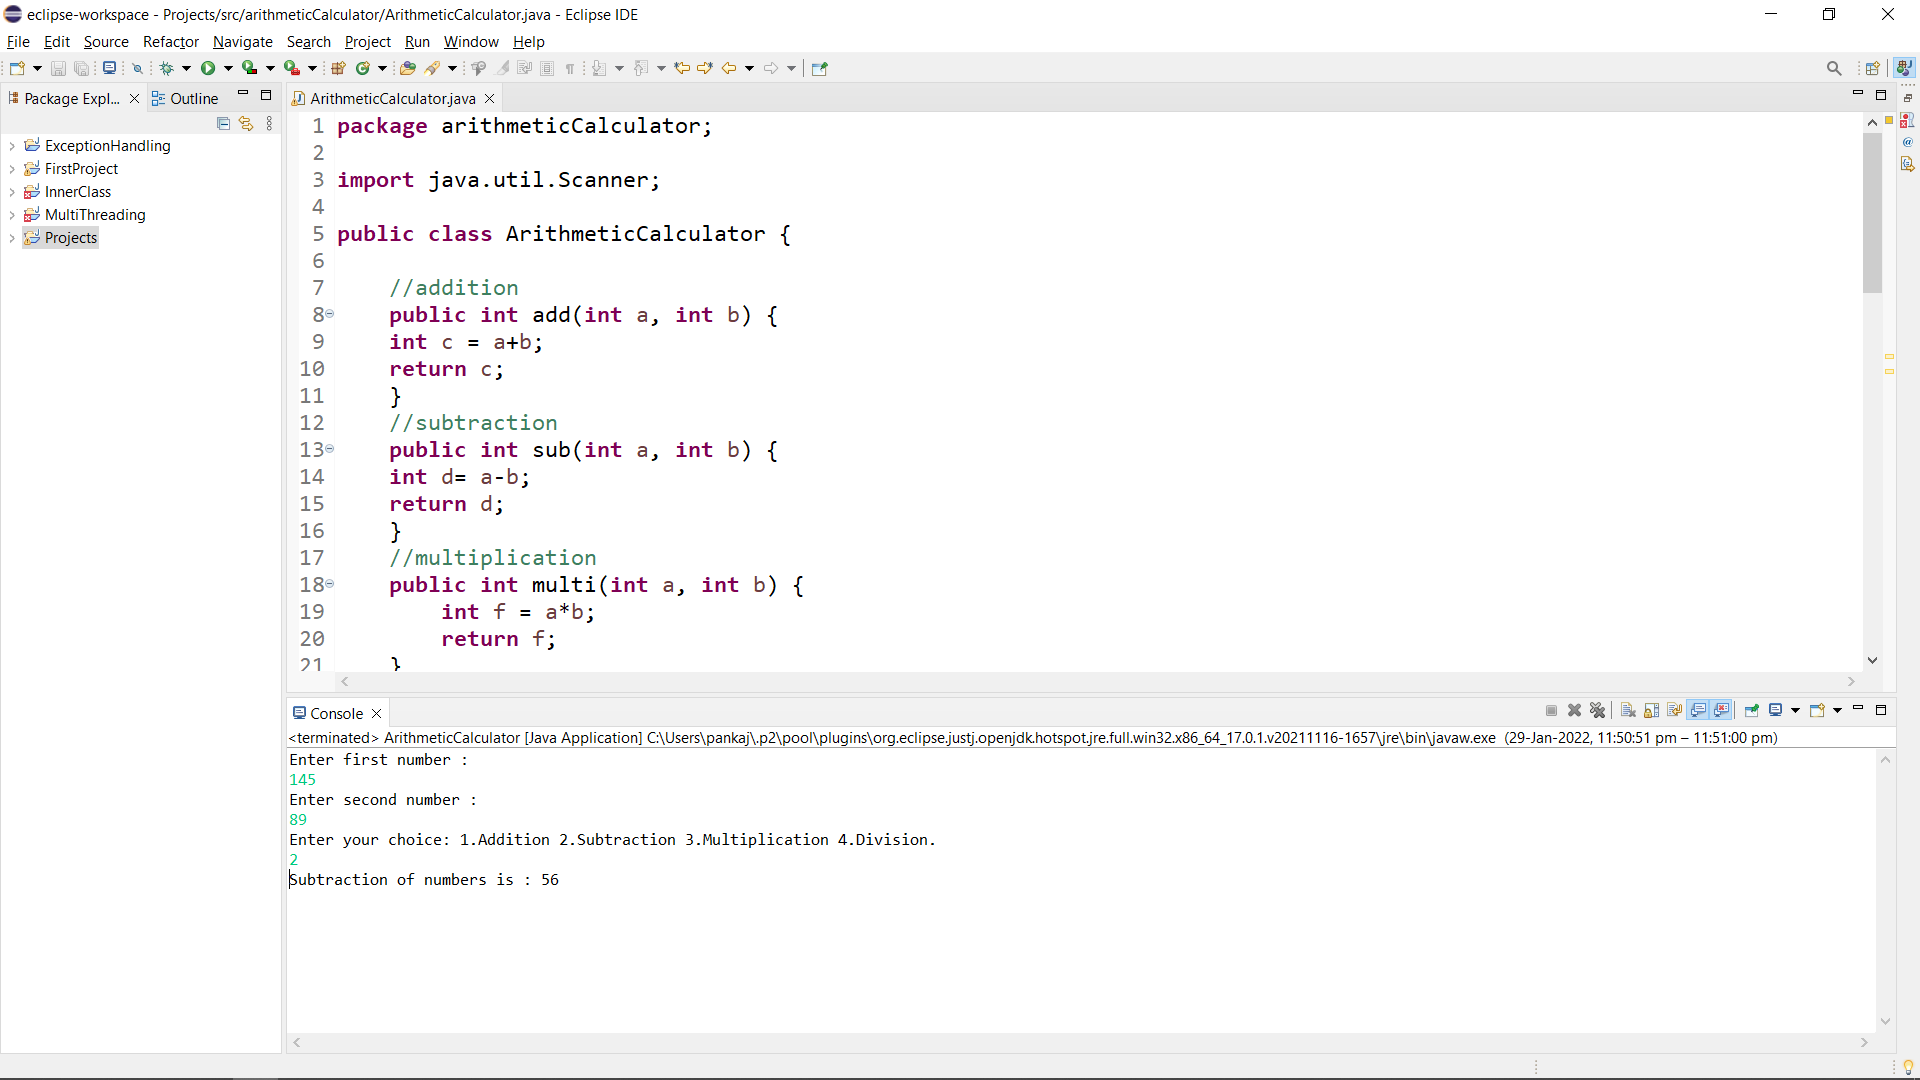 eclipse-workspace - Projects/src/arithmeticCalculator/ArithmeticCalculator.java - Eclipse IDE
File Edit Source Refactor Navigate Search Project Run Window Help
Package Expl... Outline
ExceptionHandling
FirstProject
InnerClass
MultiThreading
Projects
ArithmeticCalculator.java
1 package arithmeticCalculator;
2
3 import java.util.Scanner;
4
5 public class ArithmeticCalculator {
6
7 //addition
8 public int add(int a, int b) {
9 int c = a+b;
10 return c;
11 }
12 //subtraction
13 public int sub(int a, int b) {
14 int d= a-b;
15 return d;
16 }
17 //multiplication
18 public int multi(int a, int b) {
19 int f = a*b;
20 return f;
21 }
Console
<terminated> ArithmeticCalculator [Java Application] C:\Users\pankaj\.p2\pool\plugins\org.eclipse.justj.openjdk.hotspot.jre.full.win32.x86_64_17.0.1.v20211116-1657\jre\bin\javaw.exe (29-Jan-2022, 11:50:51 pm – 11:51:00 pm)
Enter first number :
145
Enter second number :
89
Enter your choice: 1.Addition 2.Subtraction 3.Multiplication 4.Division.
2
Subtraction of numbers is : 56